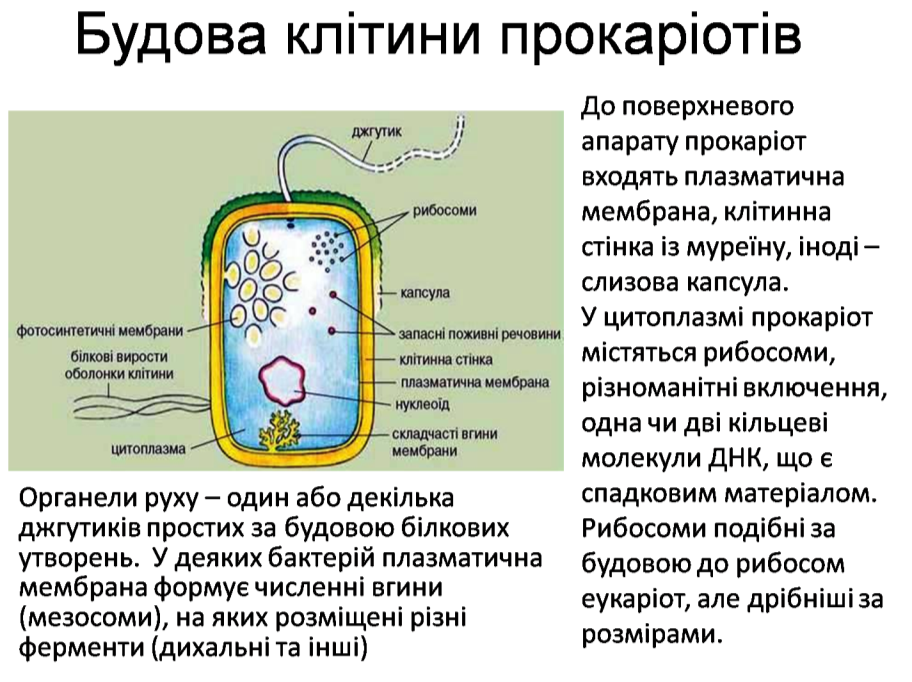 Будова клітини прокаріотів
джгутик
рибосоми
капсула
фотосинтетичні мембрани
запасні поживні речовини
білкові вирости
оболонки клітини
клітинна стінка
плазматична мембрана
нуклеоїд
цитоплазма
складчасті вгини
мембрани
До поверхневого
апарату прокаріот
входять плазматична
мембрана, клітинна
стінка із муреїну, іноді –
слизова капсула.
У цитоплазмі прокаріот
містяться рибосоми,
різноманітні включення,
одна чи дві кільцеві
молекули ДНК, що є
спадковим матеріалом.
Рибосоми подібні за
будовою до рибосом
еукаріот, але дрібніші за
розмірами.
Органели руху – один або декілька
джгутиків простих за будовою білкових
утворень. У деяких бактерій плазматична
мембрана формує численні вгини
(мезосоми), на яких розміщені різні
ферменти (дихальні та інші)